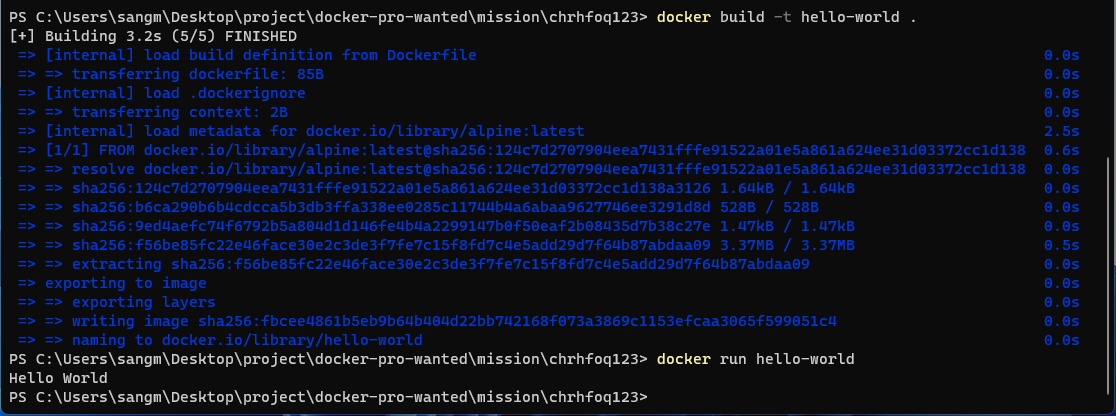 PS C:\Users\sangm\Desktop\project\docker-pro-wanted\mission\chrhfoq123> docker build -t hello-world .
[+] Building 3.2s (5/5) FINISHED
=> [internal] load build definition from Dockerfile 0.0s
=> => transferring dockerfile: 85B 0.0s
=> [internal] load .dockerignore 0.0s
=> => transferring context: 2B 0.0s
=> [internal] load metadata for docker.io/library/alpine:latest 2.5s
=> [1/1] FROM docker.io/library/alpine:latest@sha256:124c7d2707904eea7431fffe91522a01e5a861a624ee31d03372cc1d138 0.6s
=> => resolve docker.io/library/alpine:latest@sha256:124c7d2707904eea7431fffe91522a01e5a861a624ee31d03372cc1d138 0.0s
=> => sha256:124c7d2707904eea7431fffe91522a01e5a861a624ee31d03372cc1d138a3126 1.64kB / 1.64kB 0.0s
=> => sha256:b6ca290b6b4cdcca5b3db3ffa338ee0285c11744b4a6abaa9627746ee3291d8d 528B / 528B 0.0s
=> => sha256:9ed4aefc74f6792b5a804d1d146fe4b4a2299147b0f50eaf2b08435d7b38c27e 1.47kB / 1.47kB 0.0s
=> => sha256:f56be85fc22e46face30e2c3de3f7fe7c15f8fd7c4e5add29d7f64b87abdaa09 3.37MB / 3.37MB 0.5s
=> => extracting sha256:f56be85fc22e46face30e2c3de3f7fe7c15f8fd7c4e5add29d7f64b87abdaa09 0.0s
=> exporting to image 0.0s
=> => exporting layers 0.0s
=> => writing image sha256:fbcee4861b5eb9b64b404d22bb742168f073a3869c1153efcaa3065f599051c4 0.0s
=> => naming to docker.io/library/hello-world 0.0s
PS C:\Users\sangm\Desktop\project\docker-pro-wanted\mission\chrhfoq123> docker run hello-world
Hello World
PS C:\Users\sangm\Desktop\project\docker-pro-wanted\mission\chrhfoq123>